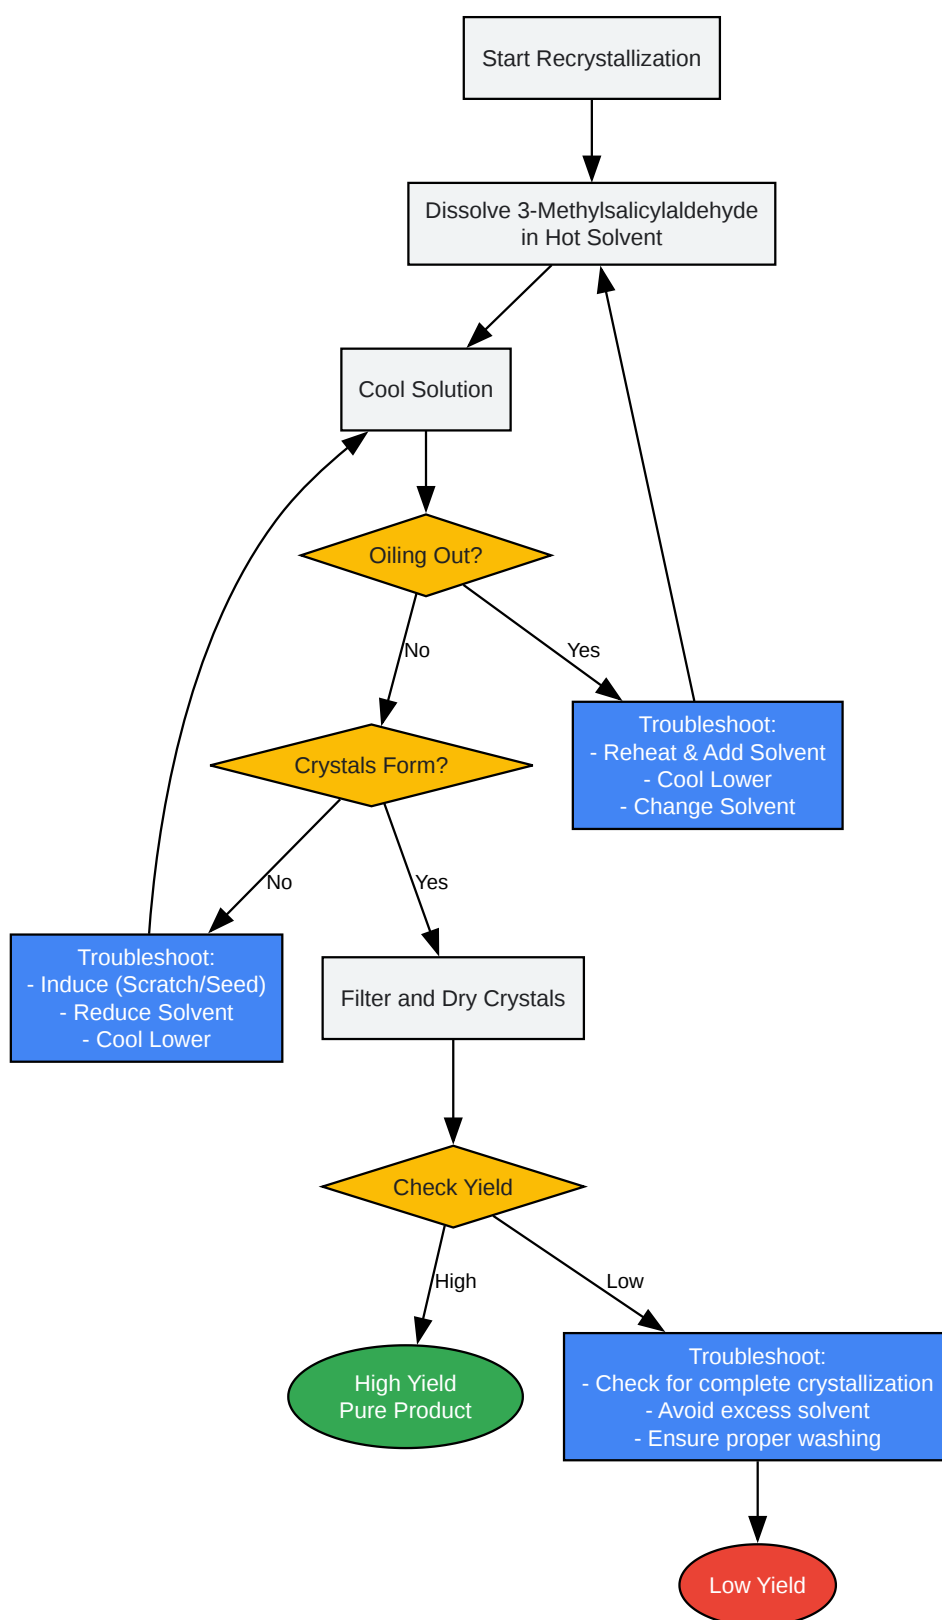 Start Recrystallization
Dissolve 3-Methylsalicylaldehyde
in Hot Solvent
Cool Solution
Oiling Out?
No
Yes
Troubleshoot:
- Reheat & Add Solvent
- Cool Lower
- Change Solvent
Crystals Form?
No
Yes
Troubleshoot:
- Induce (Scratch/Seed)
- Reduce Solvent
- Cool Lower
Filter and Dry Crystals
Check Yield
High
Low
High Yield
Pure Product
Troubleshoot:
- Check for complete crystallization
- Avoid excess solvent
- Ensure proper washing
Low Yield